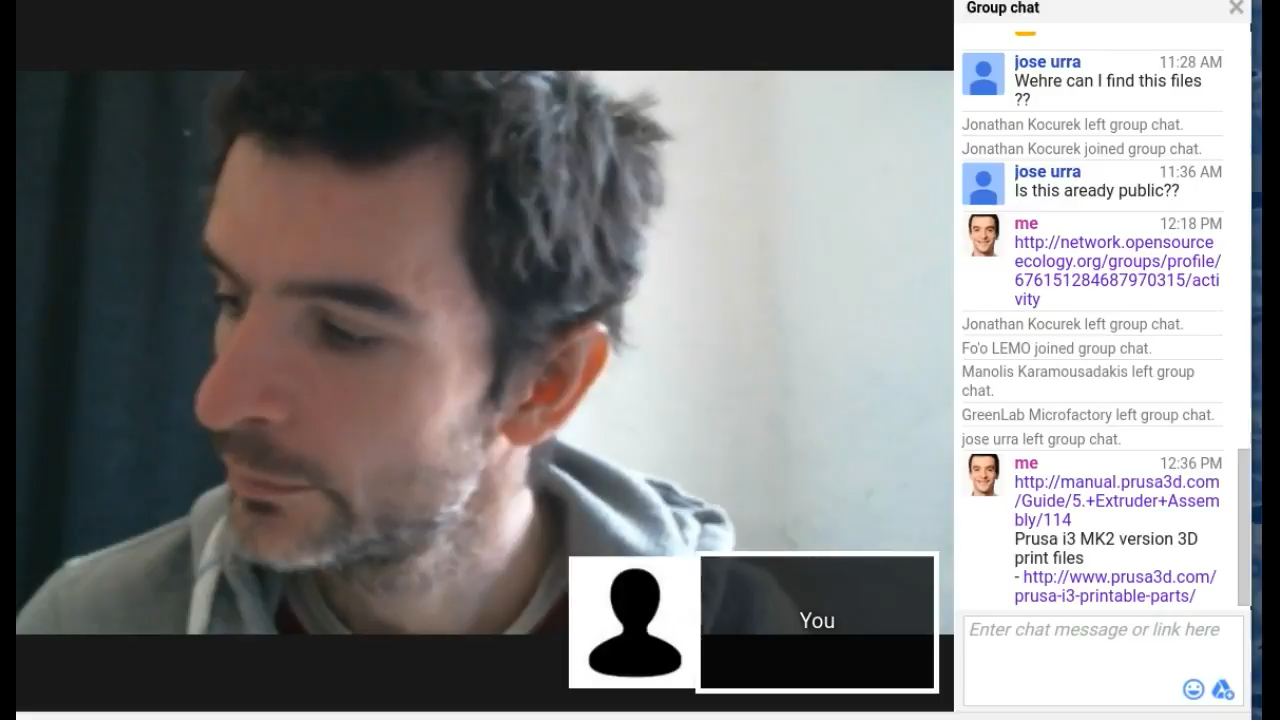 Group chat
jose urra 11:28 AM
Wehre can I find this files
??
Jonathan Kocurek left group chat.
Jonathan Kocurek joined group chat.
jose urra 11:36 AM
Is this aready public??
me 12:18 PM
http://network.opensource
ecology.org/groups/profile/
676151284687970315/acti
vity
Jonathan Kocurek left group chat.
Fo'o LEMO joined group chat.
Manolis Karamousadakis left group
chat.
GreenLab Microfactory left group chat.
jose urra left group chat.
me 12:36 PM
http://manual.prusa3d.com
/Guide/5.+Extruder+Assem
bly/114
Prusa i3 MK2 version 3D
print files
- http://www.prusa3d.com/
prusa-i3-printable-parts/
Enter chat message or link here
You